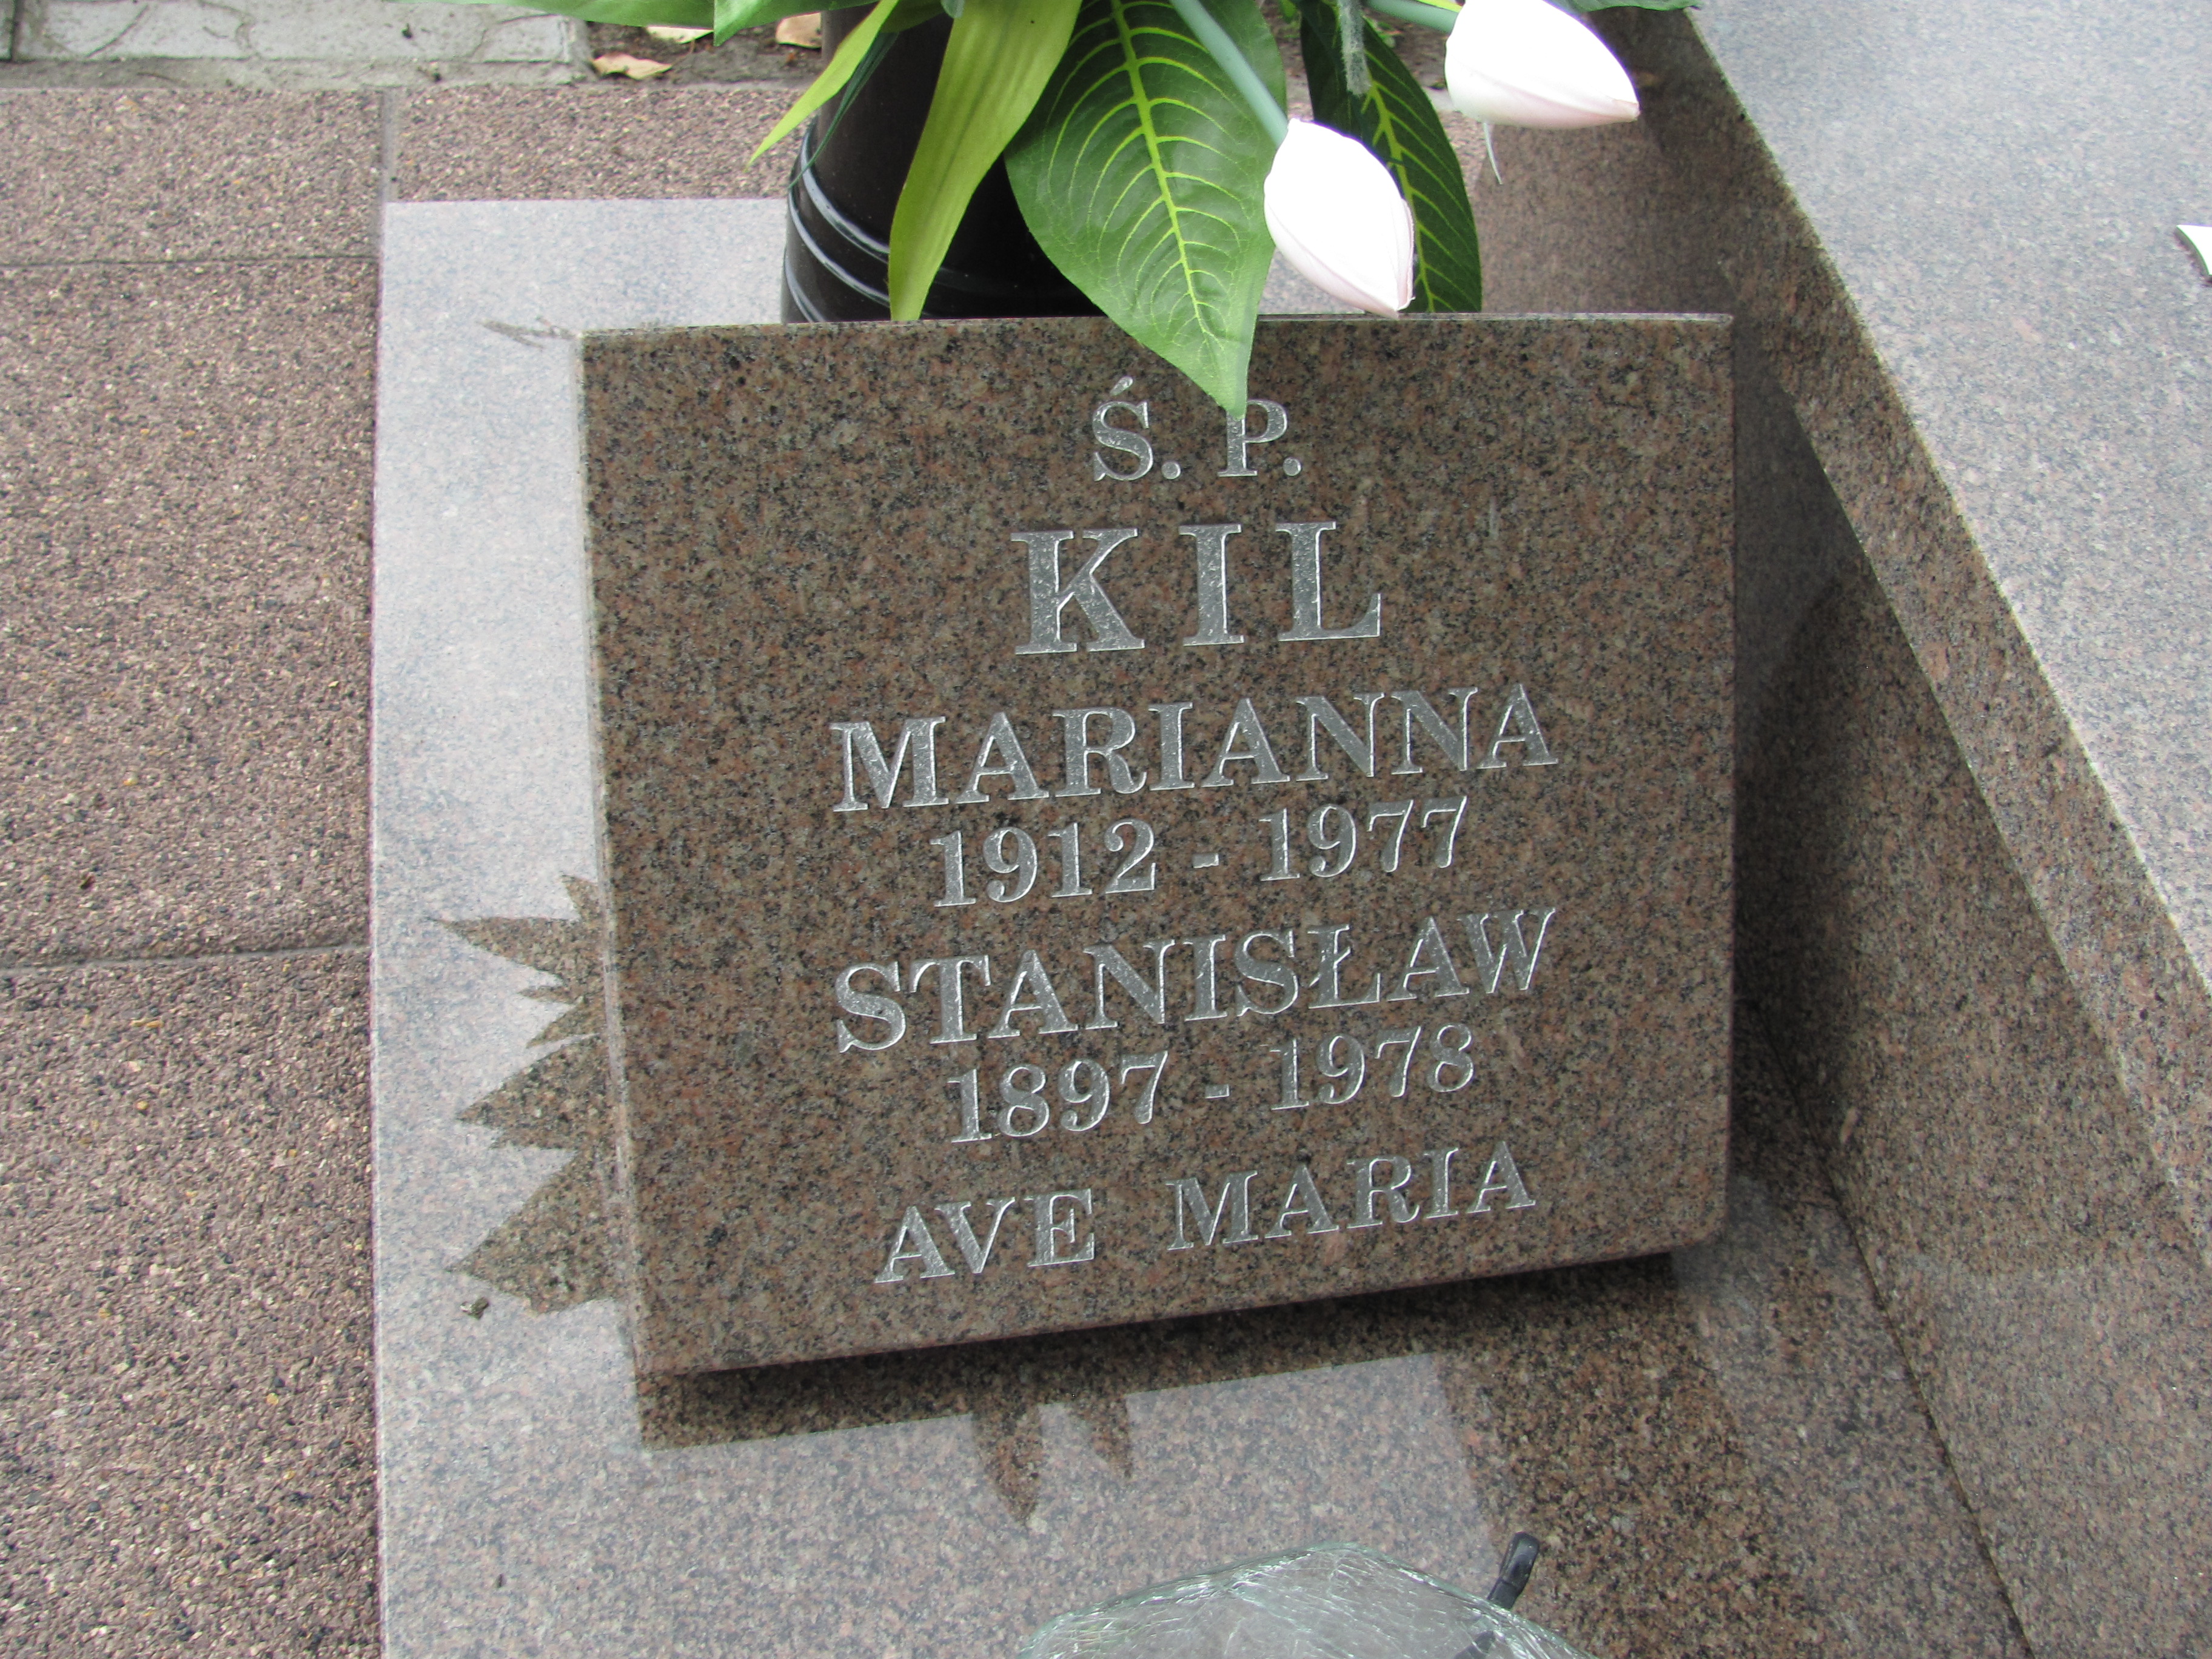 Ś. P.
KIL
MARIANNA
1912 - 1977
STANISŁAW
1897 - 1978
AVE MARIA